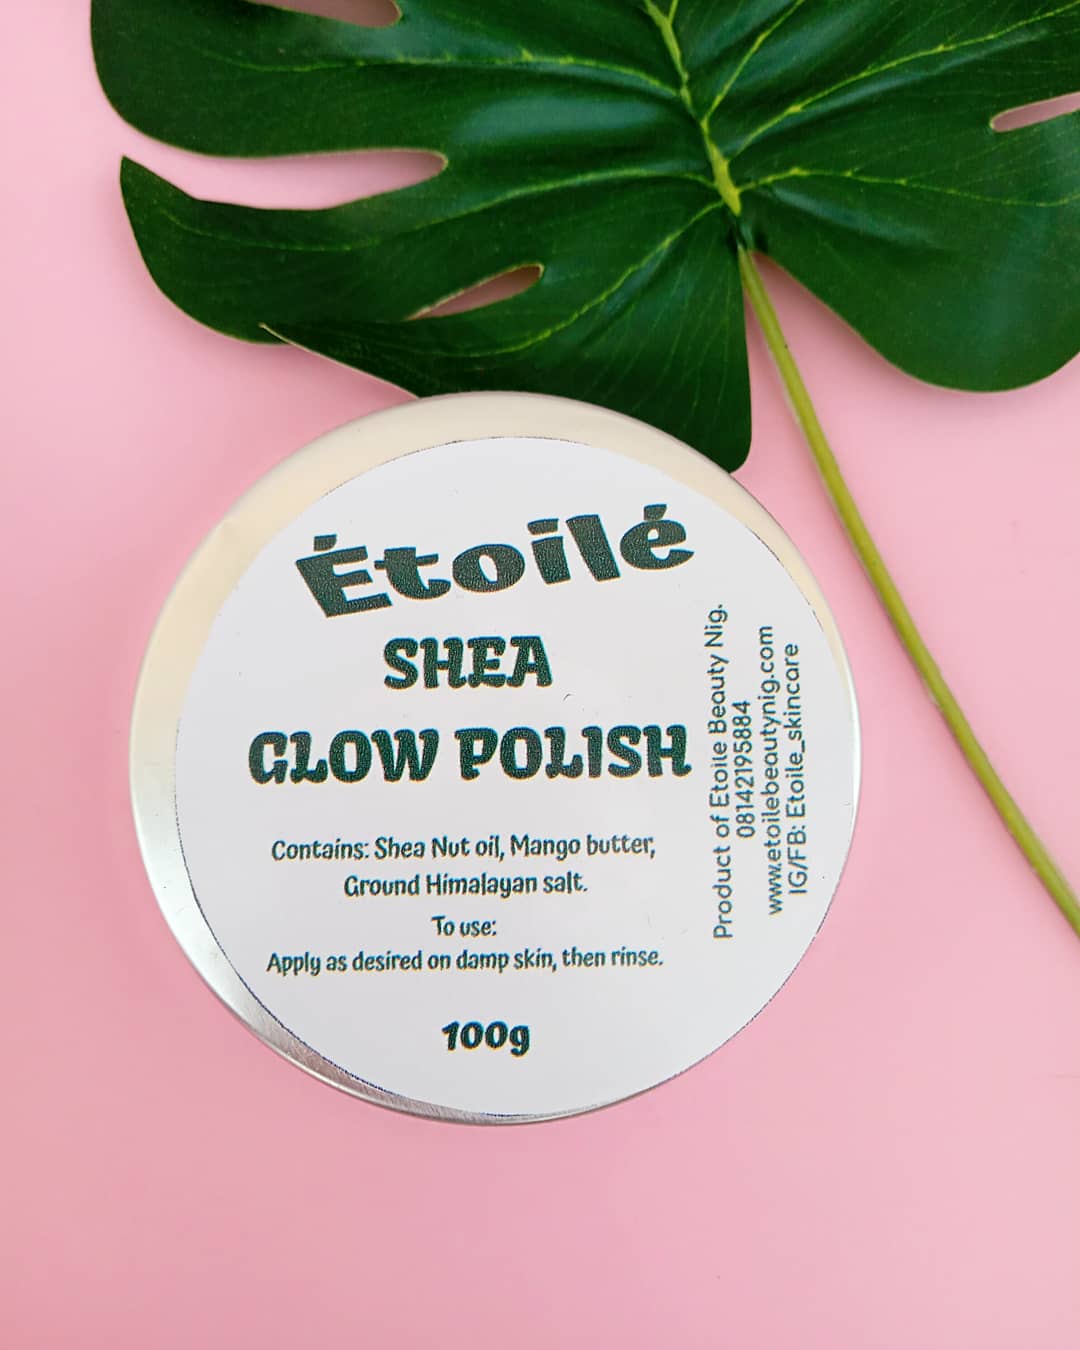 Étoilé
SHEA
GLOW POLISH
Contains: Shea Nut oil, Mango butter,
Ground Himalayan salt.
To use:
Apply as desired on damp skin, then rinse.
100g
Product of Etoile Beauty Nig.
08142195884
www.etoilebeautynig.com
IG/FB: Etoile_skincare